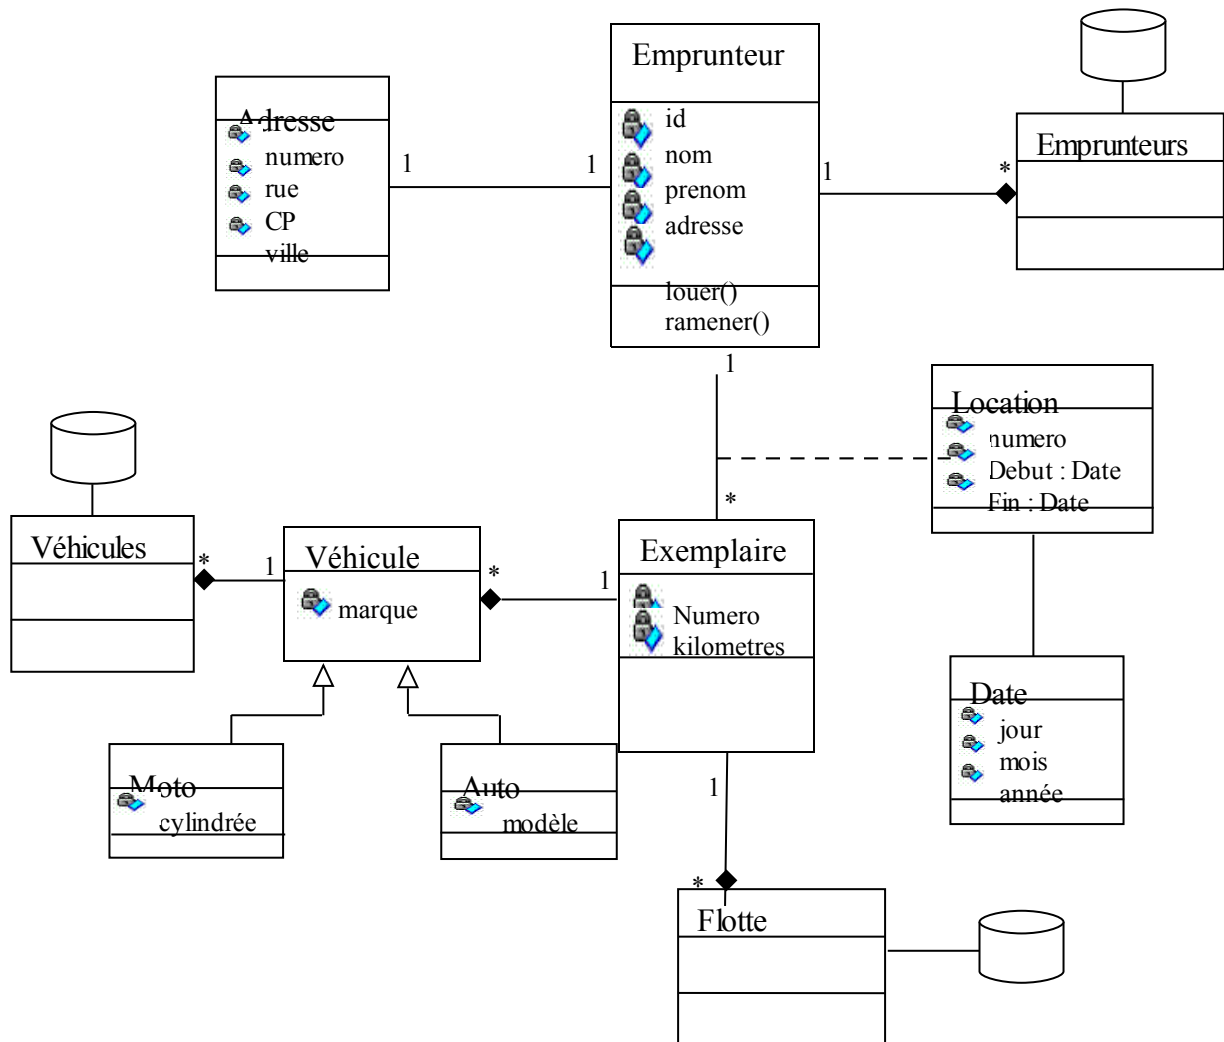 Adresse
numero
rue
CP
ville
1
1
Emprunteur
id
nom
prenom
adresse
louer()
ramener()
1
*
Emprunteurs
1
*
Location
numero
Debut : Date
Fin : Date
Véhicules
*
1
Véhicule
marque
*
1
Exemplaire
Numero
kilometres
Moto
cylindrée
Auto
modèle
Date
jour
mois
année
1
*
Flotte